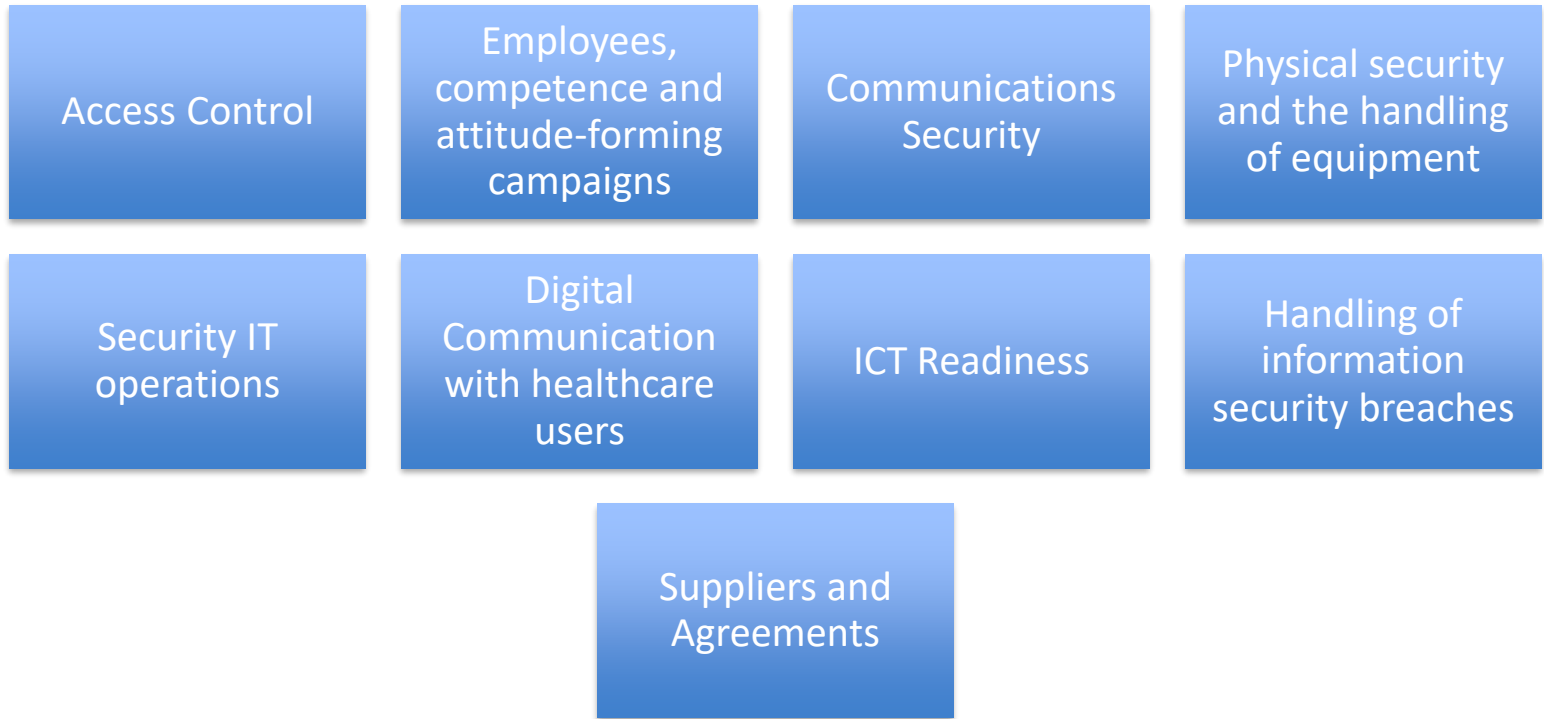 Access Control
Employees,
competence and
attitude-forming
campaigns
Communications
Security
Physical security
and the handling
of equipment
Security IT
operations
Digital
Communication
with healthcare
users
ICT Readiness
Handling of
information
security breaches
Suppliers and
Agreements